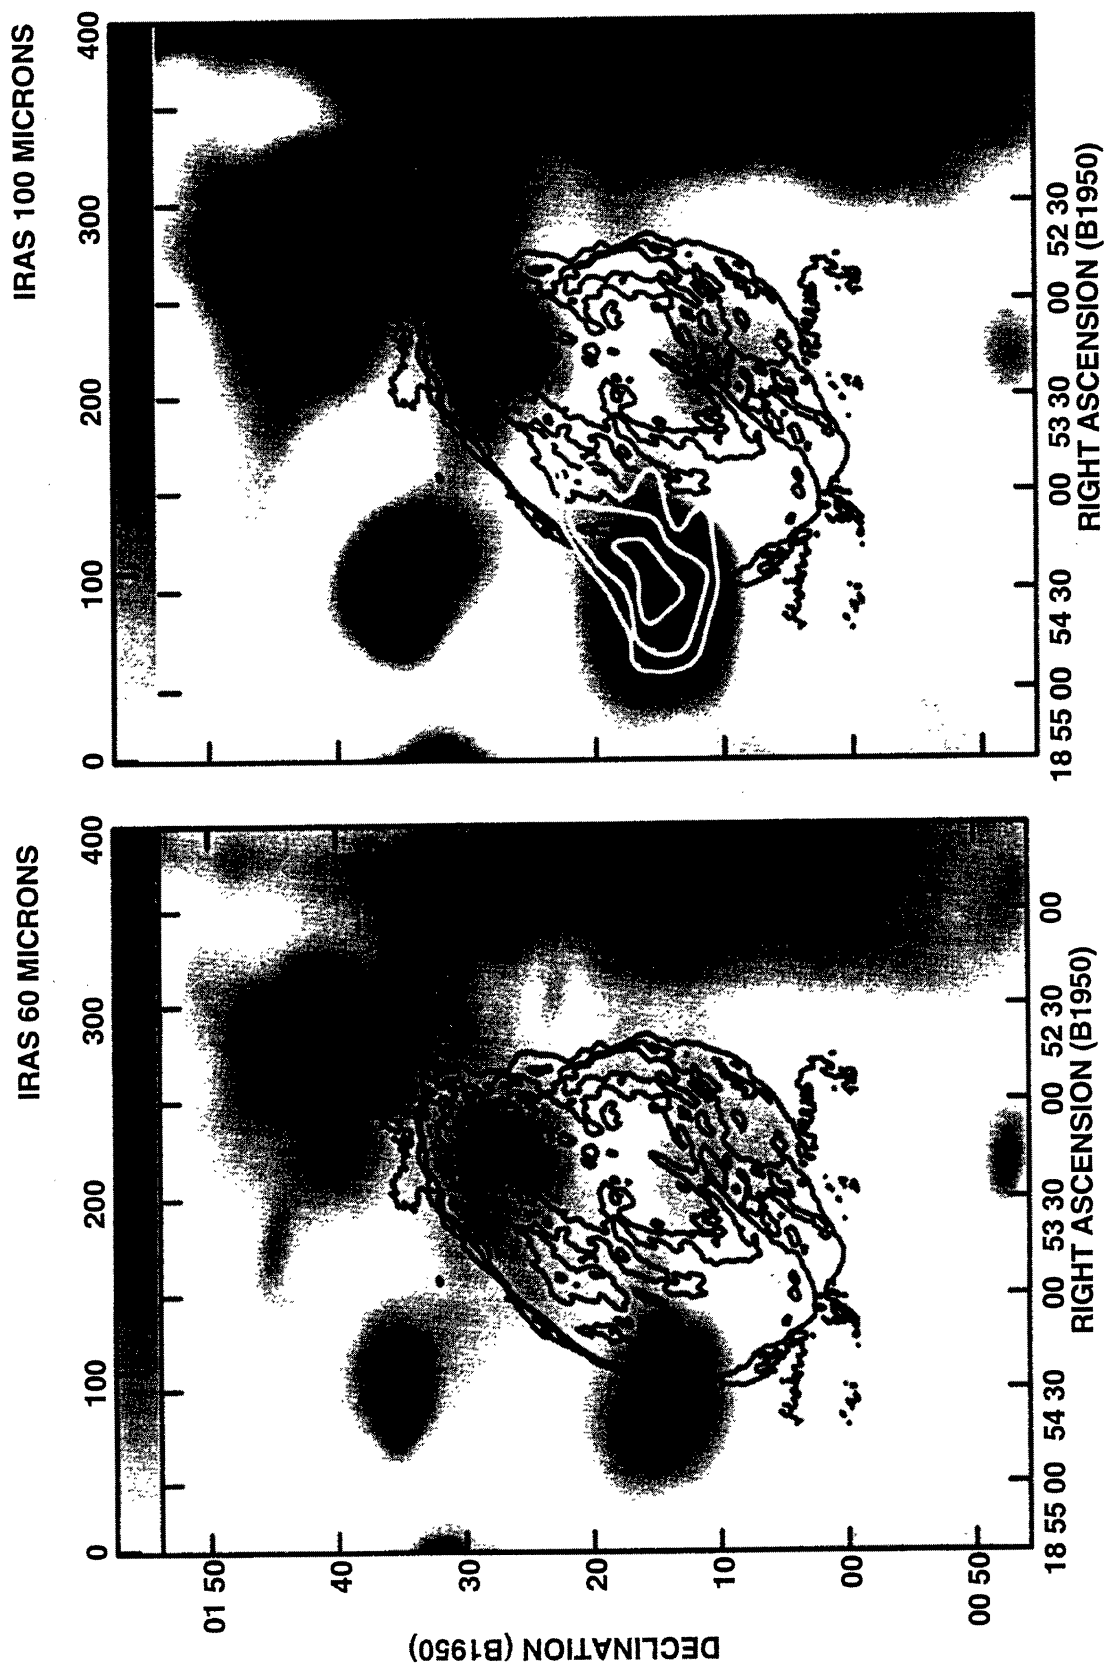 IRAS 60 MICRONS
0 100 200 300 400
DECLINATION (B1950)
01 50
40
30
20
10
00
00 50
18 55 00 54 30 00 53 30 00 52 30 00
RIGHT ASCENSION (B1950)
IRAS 100 MICRONS
0 100 200 300 400
18 55 00 54 30 00 53 30 00 52 30
RIGHT ASCENSION (B1950)